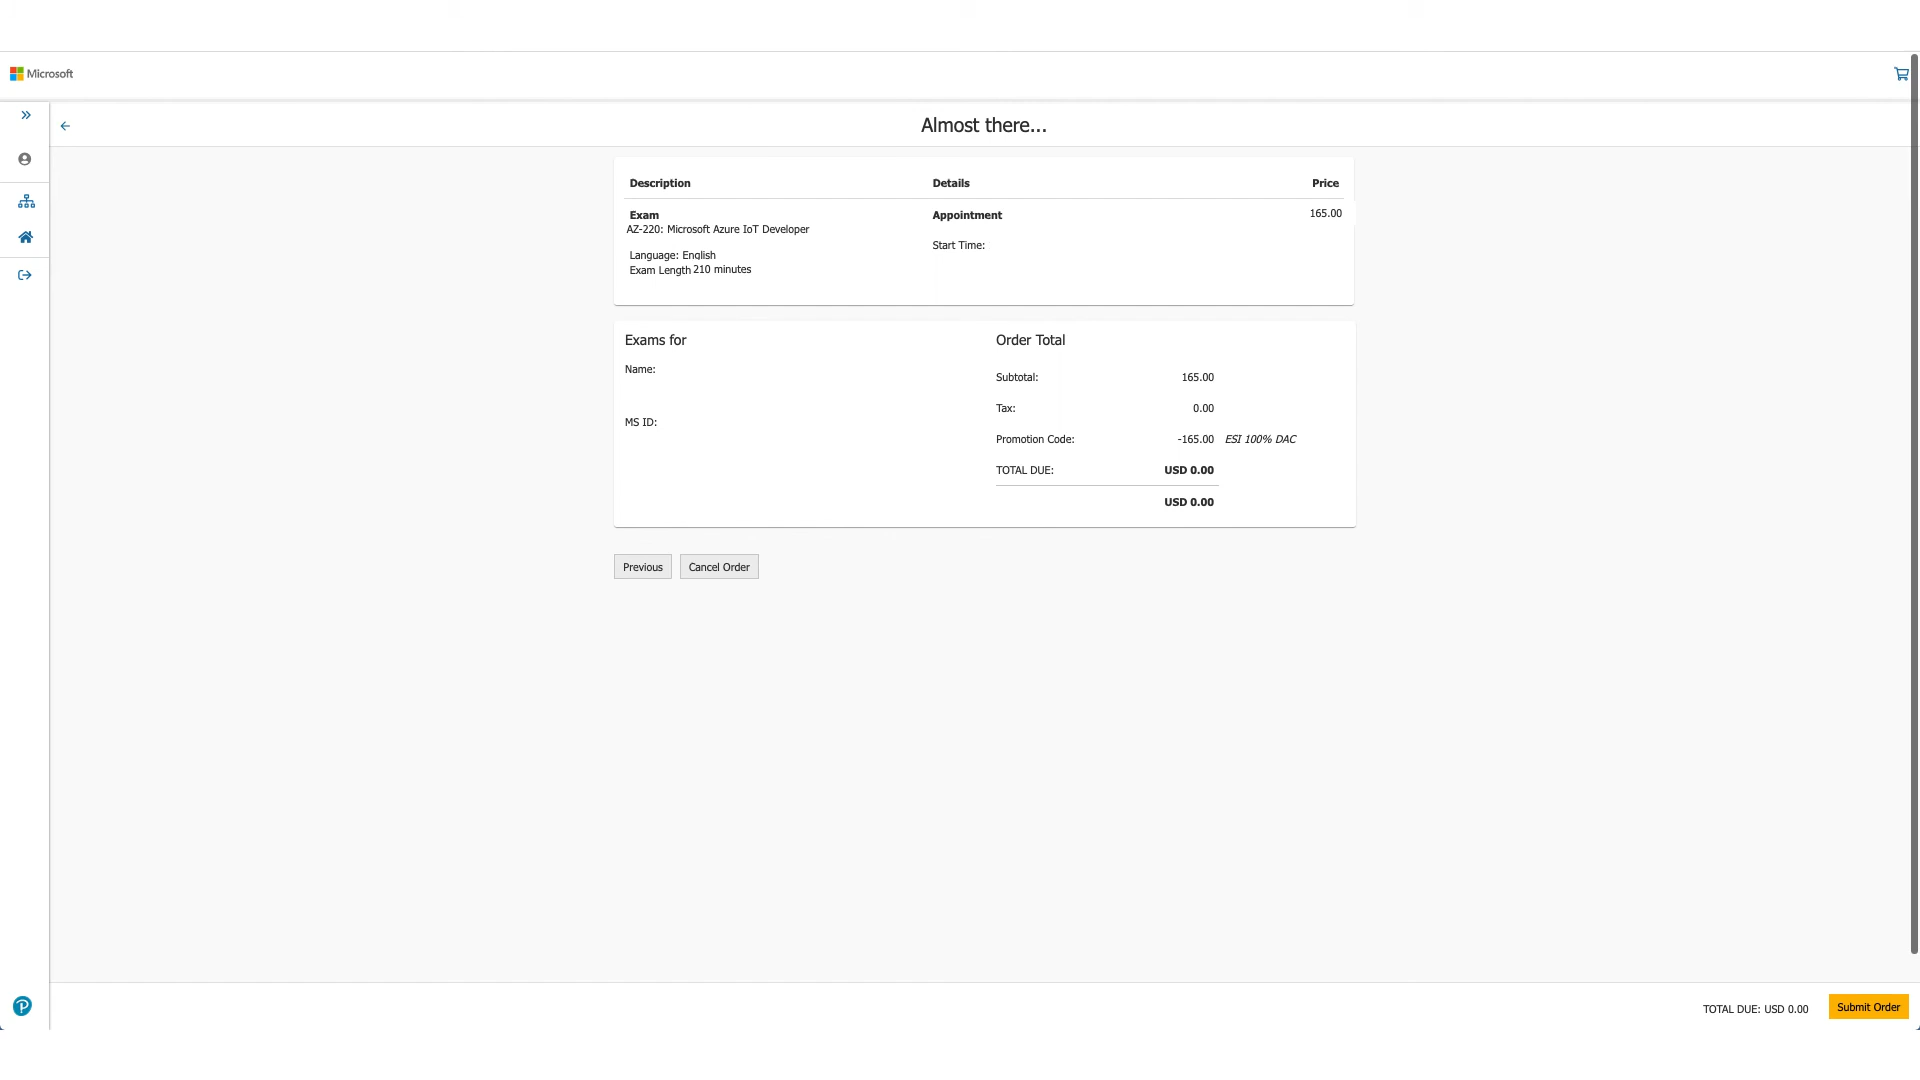 Microsoft
Almost there...
Description Details Price
Exam Appointment 165.00
AZ-220: Microsoft Azure IoT Developer
Start Time:
Language: English
Exam Length 210 minutes
Exams for
Name:
MS ID:
Order Total
Subtotal: 165.00
Tax: 0.00
Promotion Code: -165.00 ESI 100% DAC
TOTAL DUE: USD 0.00
USD 0.00
Previous Cancel Order
TOTAL DUE: USD 0.00 Submit Order